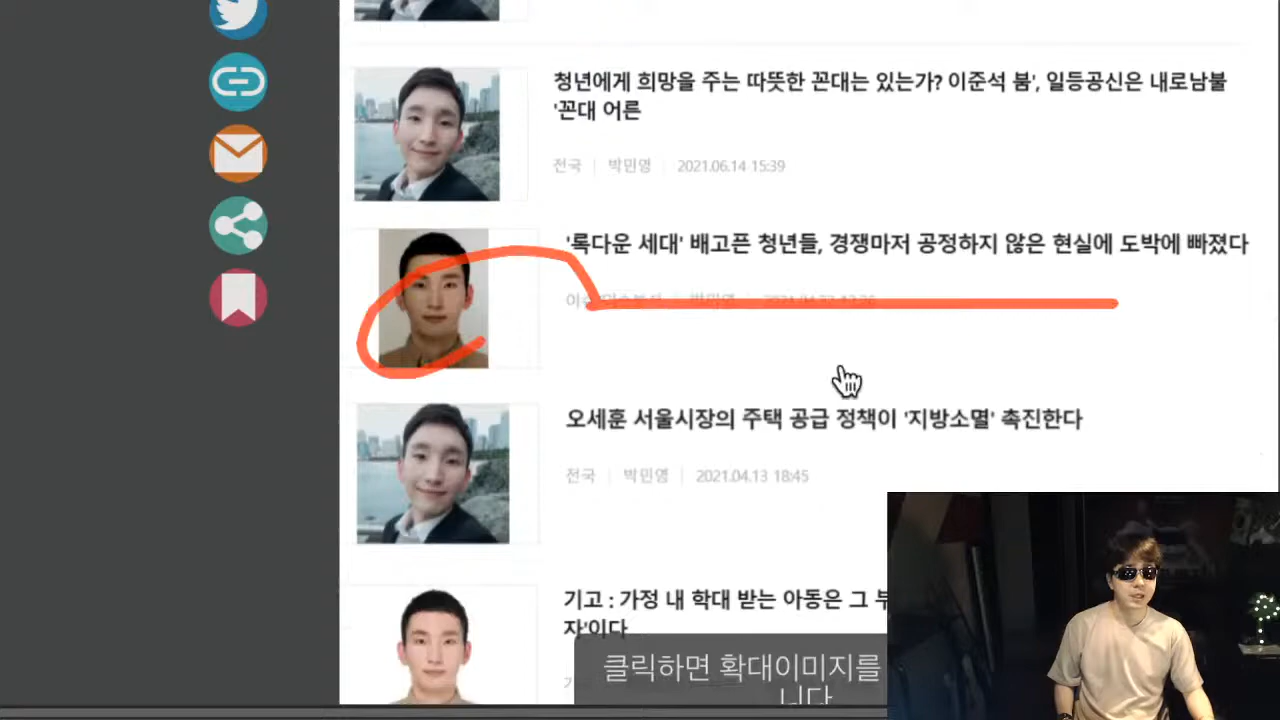 청년에게 희망을 주는 따뜻한 꼰대는 있는가? 이준석 붐', 일등공신은 내로남불
'꼰대 어른
전국 | 박민영 | 2021.06.14 15:39
'록다운 세대' 배고픈 청년들, 경쟁마저 공정하지 않은 현실에 도박에 빠졌다
박민영
오세훈 서울시장의 주택 공급 정책이 '지방소멸' 촉진한다
전국 | 박민영 | 2021.04.13 18:45
기고 : 가정 내 학대 받는 아동은 그 부
자'이다
클릭하면 확대이미지를
니다